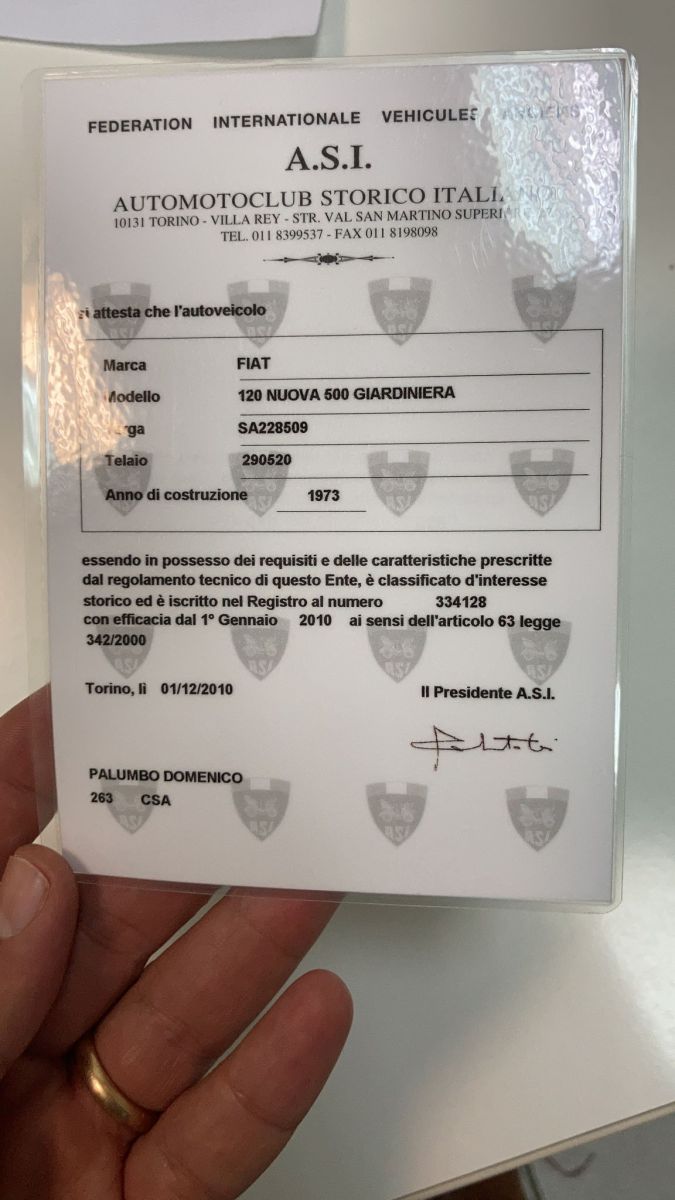 FEDERATION INTERNATIONALE VEHICULES ANCIENS
A.S.I.
AUTOMOTOCLUB STORICO ITALIANO
10131 TORINO - VILLA REY - STR. VAL SAN MARTINO SUPERIORE
TEL. 011 8399537 - FAX 011 8198098
si attesta che l'autoveicolo
Marca FIAT
Modello 120 NUOVA 500 GIARDINIERA
Targa SA228509
Telaio 290520
Anno di costruzione 1973
essendo in possesso dei requisiti e delle caratteristiche prescritte
dal regolamento tecnico di questo Ente, è classificato d'interesse
storico ed è iscritto nel Registro al numero 334128
con efficacia dal 1° Gennaio 2010 ai sensi dell'articolo 63 legge
342/2000
Torino, lì 01/12/2010 Il Presidente A.S.I.
PALUMBO DOMENICO
263 CSA